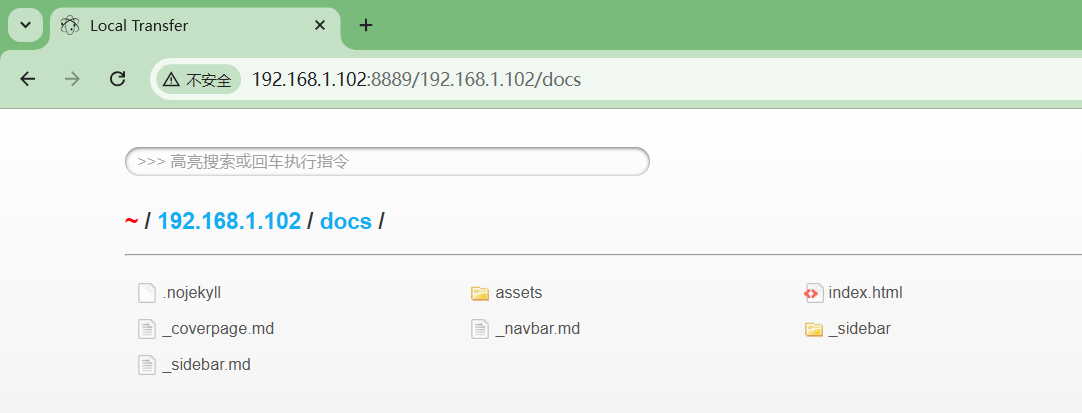 Local Transfer
不安全 192.168.1.102:8889/192.168.1.102/docs
>>> 高亮搜索或回车执行指令
~ / 192.168.1.102 / docs /
.nojekyll assets index.html
_coverpage.md _navbar.md _sidebar
_sidebar.md